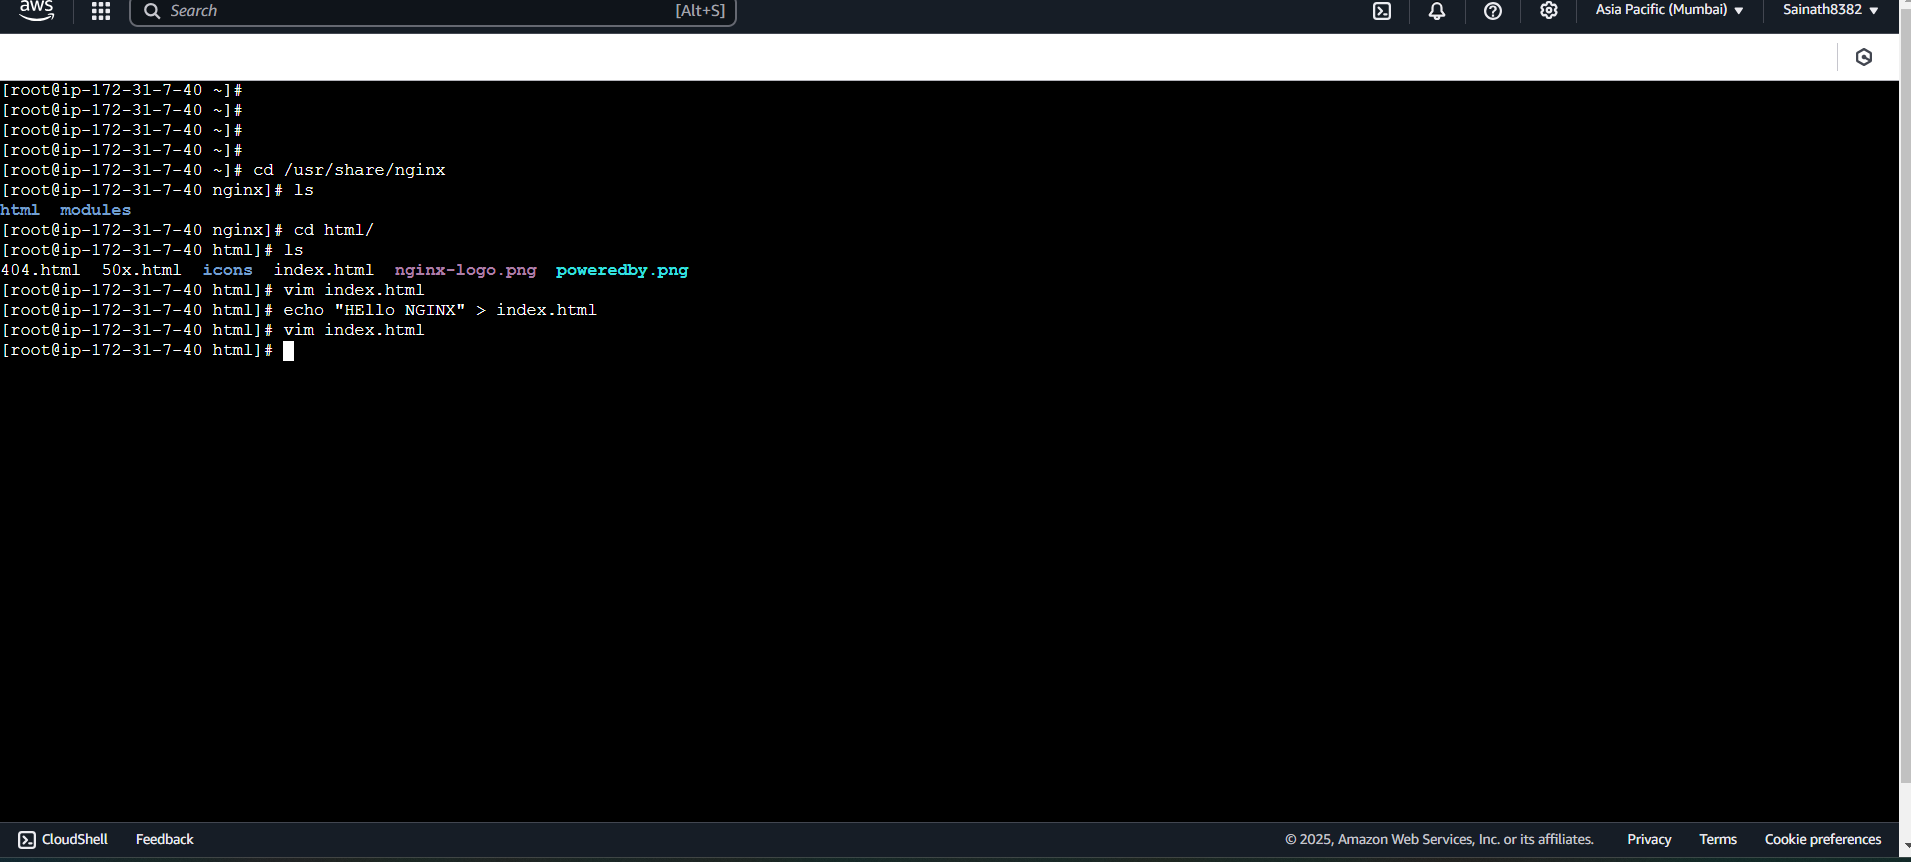 aws
Search [Alt+S]
Asia Pacific (Mumbai)
Sainath8382
[root@ip-172-31-7-40 ~]#
[root@ip-172-31-7-40 ~]#
[root@ip-172-31-7-40 ~]#
[root@ip-172-31-7-40 ~]#
[root@ip-172-31-7-40 ~]# cd /usr/share/nginx
[root@ip-172-31-7-40 nginx]# ls
html  modules
[root@ip-172-31-7-40 nginx]# cd html/
[root@ip-172-31-7-40 html]# ls
404.html  50x.html  icons  index.html  nginx-logo.png  poweredby.png
[root@ip-172-31-7-40 html]# vim index.html
[root@ip-172-31-7-40 html]# echo "HEllo NGINX" > index.html
[root@ip-172-31-7-40 html]# vim index.html
[root@ip-172-31-7-40 html]#
CloudShell Feedback © 2025, Amazon Web Services, Inc. or its affiliates. Privacy Terms Cookie preferences